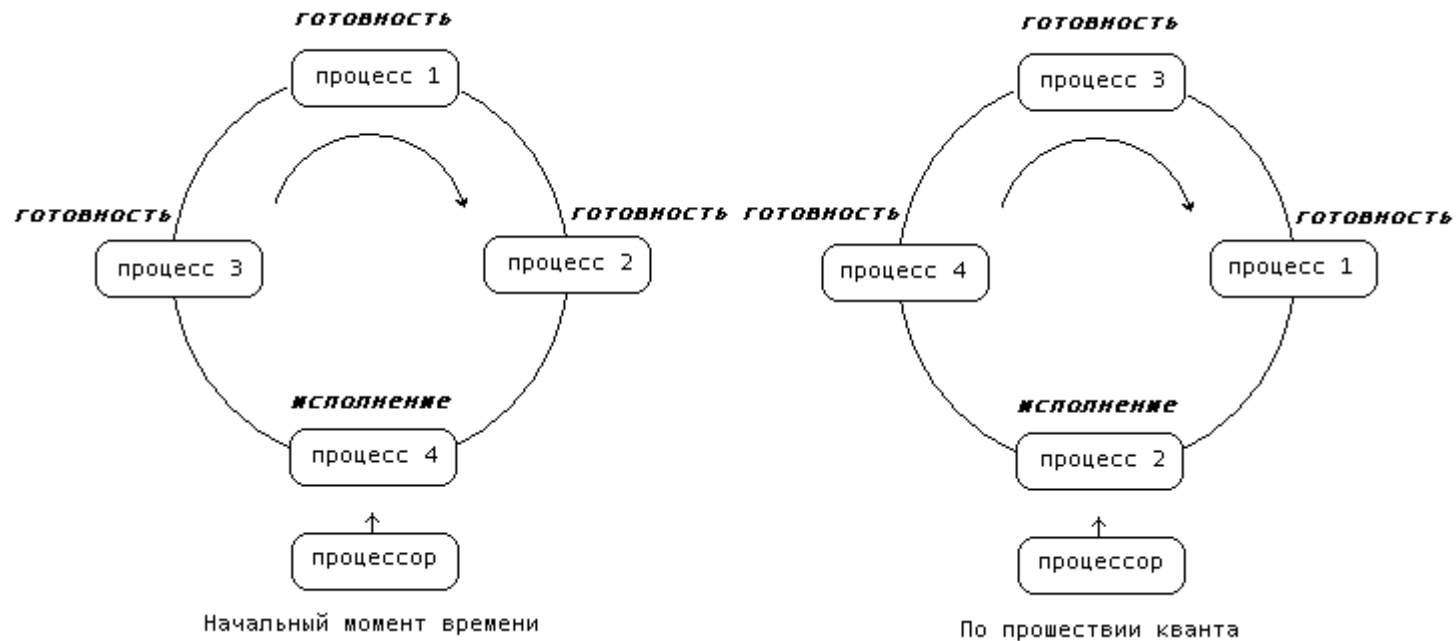 готовность
процесс 1
готовность
процесс 3
готовность
процесс 2
исполнение
процесс 4
процессор
Начальный момент времени
готовность
процесс 3
готовность
процесс 4
готовность
процесс 1
исполнение
процесс 2
процессор
По прошествии кванта